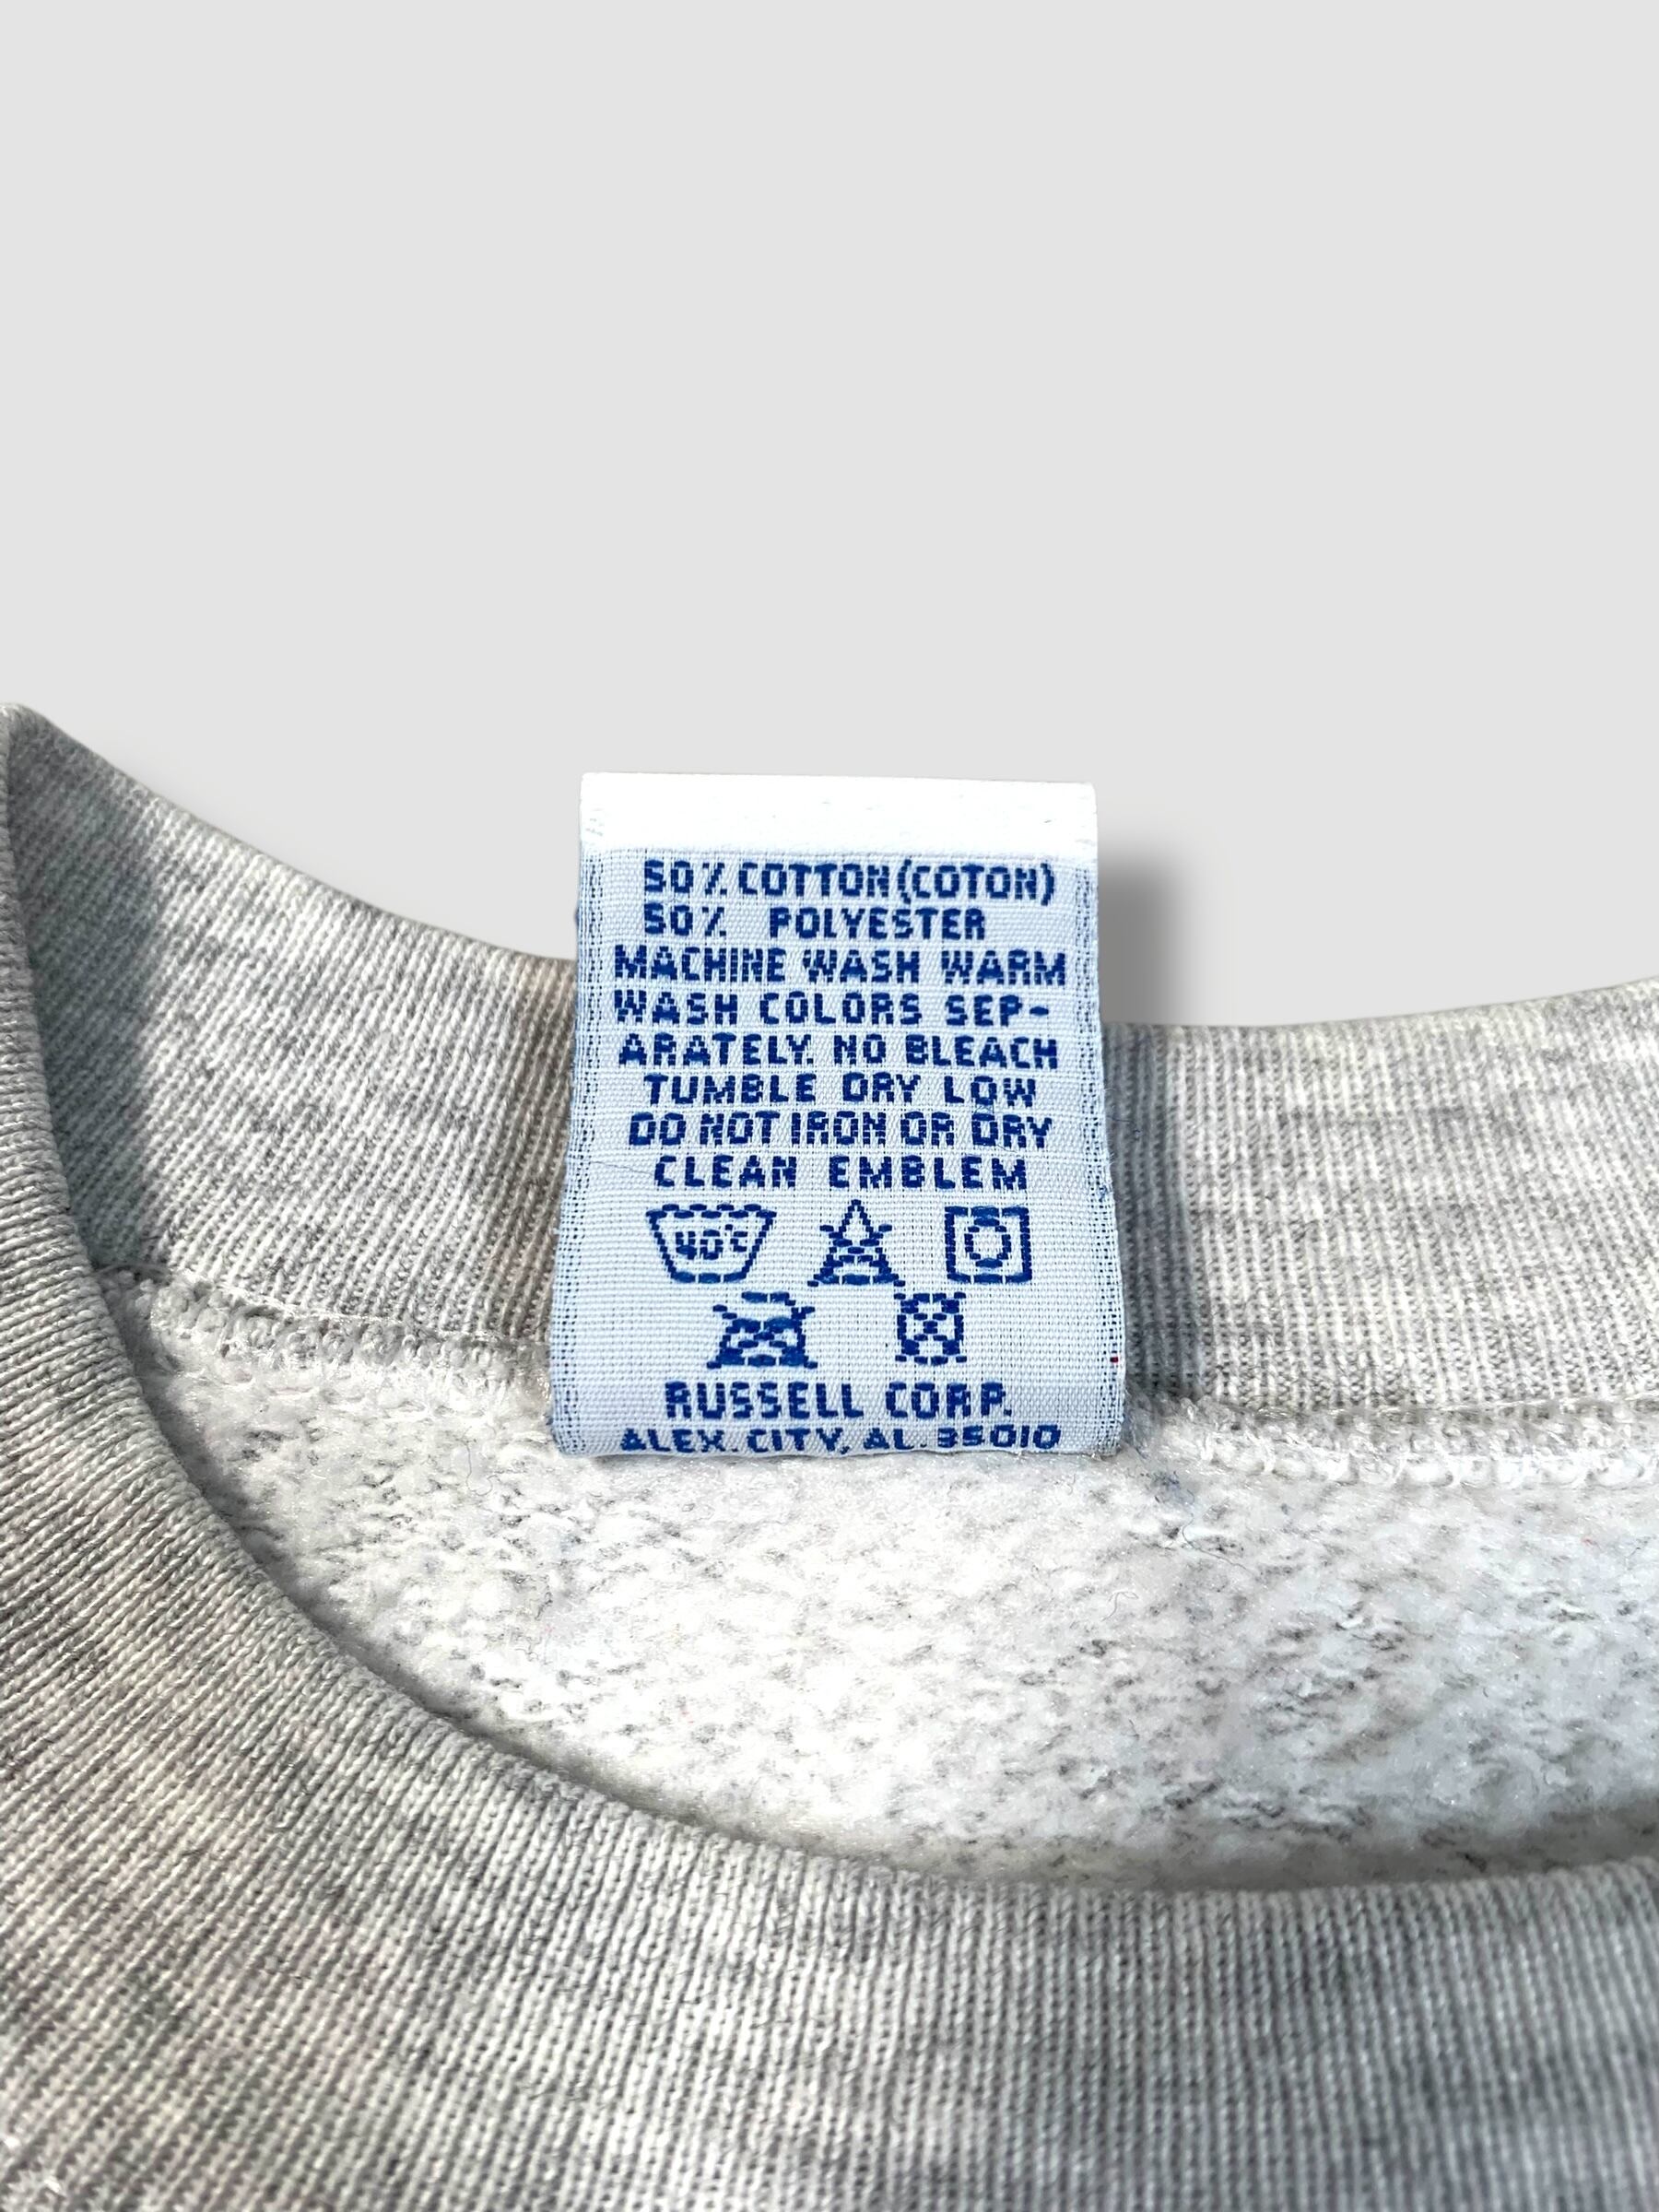 50% COTTON (COTON)
50% POLYESTER
MACHINE WASH WARM
WASH COLORS SEP-
ARATELY. NO BLEACH
TUMBLE DRY LOW
DO NOT IRON OR DRY
CLEAN EMBLEM
40°C
RUSSELL CORP.
ALEX. CITY, AL. 35010